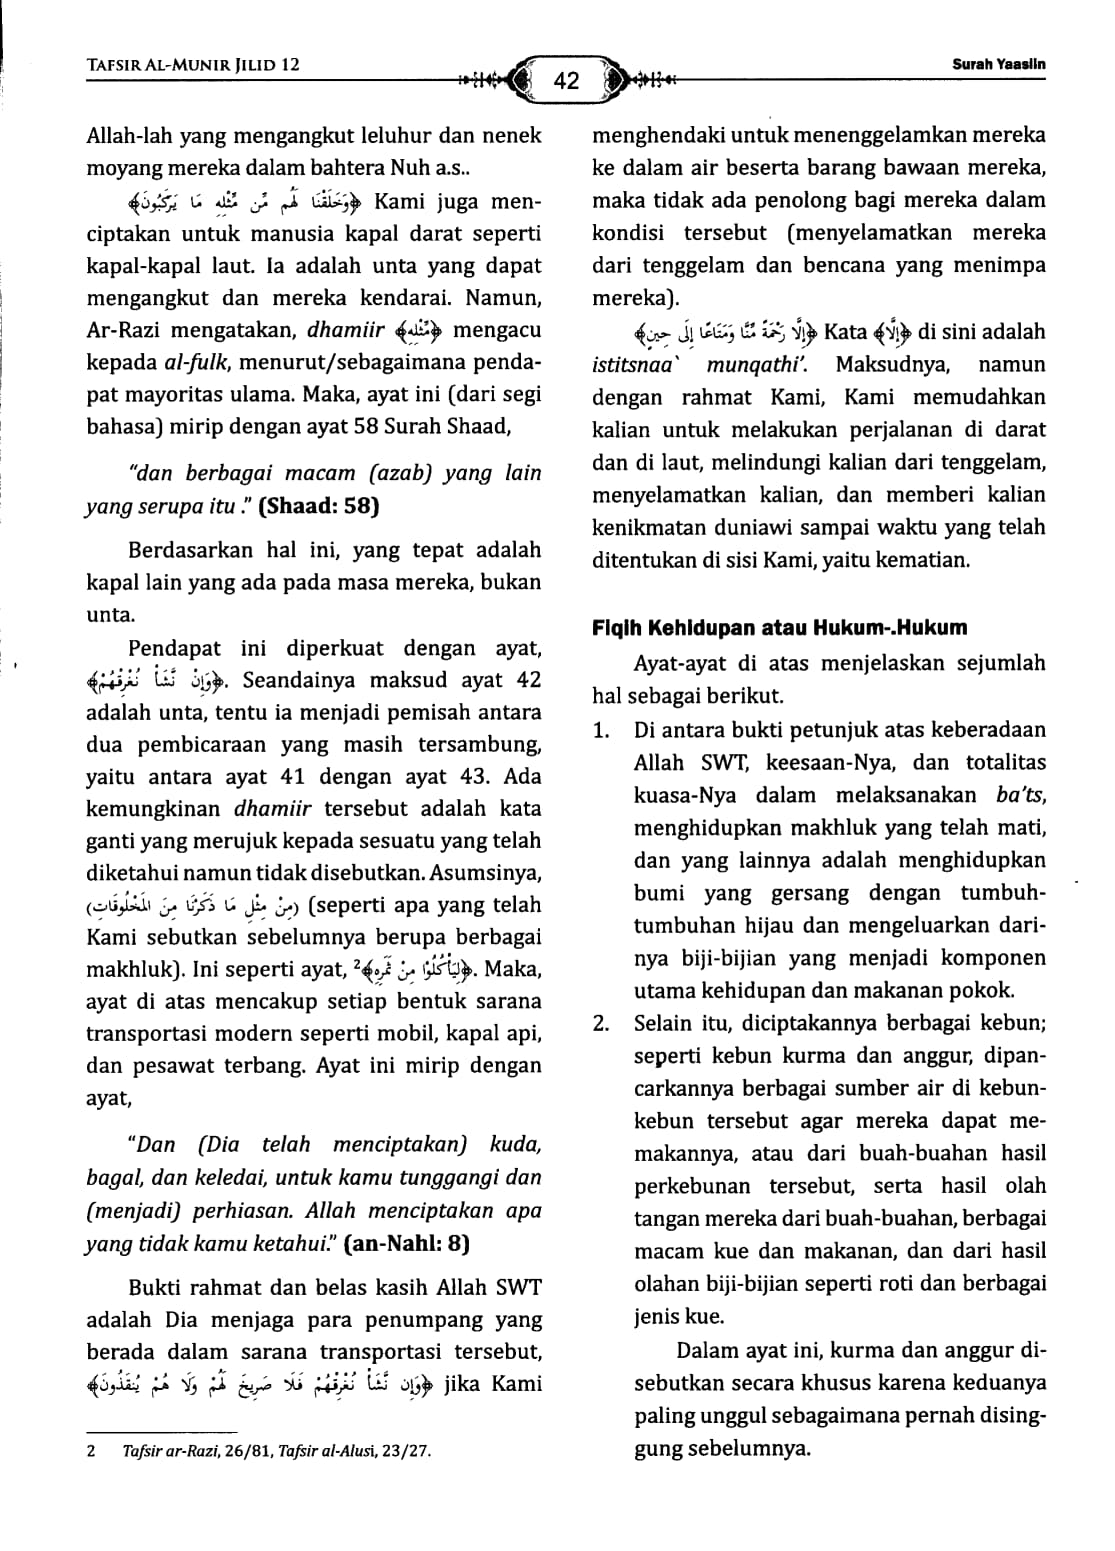 TAFSIR AL-MUNIR JILID 12
42
Surah Yaasiin
Allah-lah yang mengangkut leluhur dan nenek
moyang mereka dalam bahtera Nuh a.s..
﴿وَخَلَقْنَا لَهُم مِّن مِّثْلِهِ مَا يَرْكَبُونَ﴾ Kami juga men-
ciptakan untuk manusia kapal darat seperti
kapal-kapal laut. Ia adalah unta yang dapat
mengangkut dan mereka kendarai. Namun,
Ar-Razi mengatakan, dhamiir ﴿مِّثْلِهِ﴾ mengacu
kepada al-fulk, menurut/sebagaimana penda-
pat mayoritas ulama. Maka, ayat ini (dari segi
bahasa) mirip dengan ayat 58 Surah Shaad,
“dan berbagai macam (azab) yang lain
yang serupa itu .” (Shaad: 58)
Berdasarkan hal ini, yang tepat adalah
kapal lain yang ada pada masa mereka, bukan
unta.
Pendapat ini diperkuat dengan ayat,
﴿وَإِنْ نَّشَأْ نُغْرِقْهُمْ﴾. Seandainya maksud ayat 42
adalah unta, tentu ia menjadi pemisah antara
dua pembicaraan yang masih tersambung,
yaitu antara ayat 41 dengan ayat 43. Ada
kemungkinan dhamiir tersebut adalah kata
ganti yang merujuk kepada sesuatu yang telah
diketahui namun tidak disebutkan. Asumsinya,
(مِنْ مِثْلِ مَا ذَكَرْنَا مِنَ الْمَخْلُوقَاتِ) (seperti apa yang telah
Kami sebutkan sebelumnya berupa berbagai
makhluk). Ini seperti ayat, ²﴿لِيَأْكُلُوْا مِنْ ثَمَرِهِ﴾. Maka,
ayat di atas mencakup setiap bentuk sarana
transportasi modern seperti mobil, kapal api,
dan pesawat terbang. Ayat ini mirip dengan
ayat,
“Dan (Dia telah menciptakan) kuda,
bagal, dan keledai, untuk kamu tunggangi dan
(menjadi) perhiasan. Allah menciptakan apa
yang tidak kamu ketahui.” (an-Nahl: 8)
Bukti rahmat dan belas kasih Allah SWT
adalah Dia menjaga para penumpang yang
berada dalam sarana transportasi tersebut,
﴿وَإِن نَّشَأْ نُغْرِقْهُمْ فَلَا صَرِيخَ لَهُمْ وَلَا هُمْ يُنقَذُونَ﴾ jika Kami
2 Tafsir ar-Razi, 26/81, Tafsir al-Alusi, 23/27.
menghendaki untuk menenggelamkan mereka
ke dalam air beserta barang bawaan mereka,
maka tidak ada penolong bagi mereka dalam
kondisi tersebut (menyelamatkan mereka
dari tenggelam dan bencana yang menimpa
mereka).
﴿إِلَّا رَحْمَةً مِّنَّا وَمَتَاعًا إِلَى حِينٍ﴾ Kata ﴿إِلَّا﴾ di sini adalah
istitsnaa` munqathi’. Maksudnya, namun
dengan rahmat Kami, Kami memudahkan
kalian untuk melakukan perjalanan di darat
dan di laut, melindungi kalian dari tenggelam,
menyelamatkan kalian, dan memberi kalian
kenikmatan duniawi sampai waktu yang telah
ditentukan di sisi Kami, yaitu kematian.
Fiqih Kehidupan atau Hukum-.Hukum
Ayat-ayat di atas menjelaskan sejumlah
hal sebagai berikut.
1. Di antara bukti petunjuk atas keberadaan
Allah SWT, keesaan-Nya, dan totalitas
kuasa-Nya dalam melaksanakan ba’ts,
menghidupkan makhluk yang telah mati,
dan yang lainnya adalah menghidupkan
bumi yang gersang dengan tumbuh-
tumbuhan hijau dan mengeluarkan dari-
nya biji-bijian yang menjadi komponen
utama kehidupan dan makanan pokok.
2. Selain itu, diciptakannya berbagai kebun;
seperti kebun kurma dan anggur, dipan-
carkannya berbagai sumber air di kebun-
kebun tersebut agar mereka dapat me-
makannya, atau dari buah-buahan hasil
perkebunan tersebut, serta hasil olah
tangan mereka dari buah-buahan, berbagai
macam kue dan makanan, dan dari hasil
olahan biji-bijian seperti roti dan berbagai
jenis kue.
Dalam ayat ini, kurma dan anggur di-
sebutkan secara khusus karena keduanya
paling unggul sebagaimana pernah dising-
gung sebelumnya.